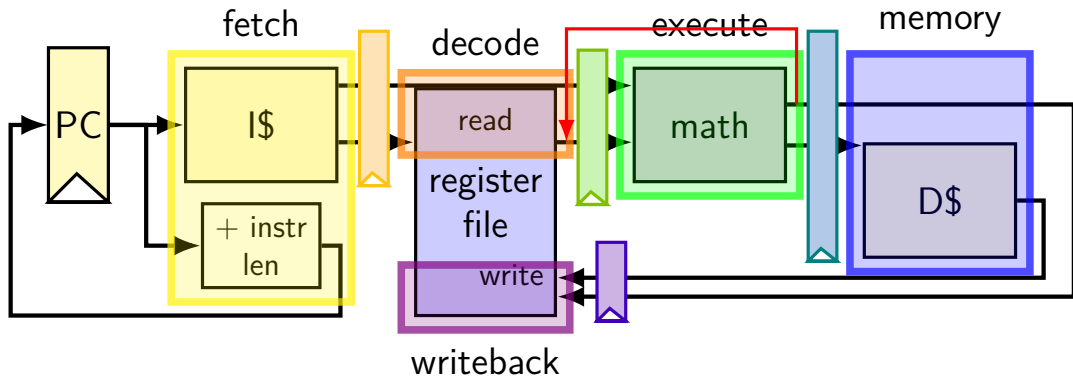 fetch
decode
execute
memory
PC
I$
read
math
register
file
D$
+ instr
len
write
writeback